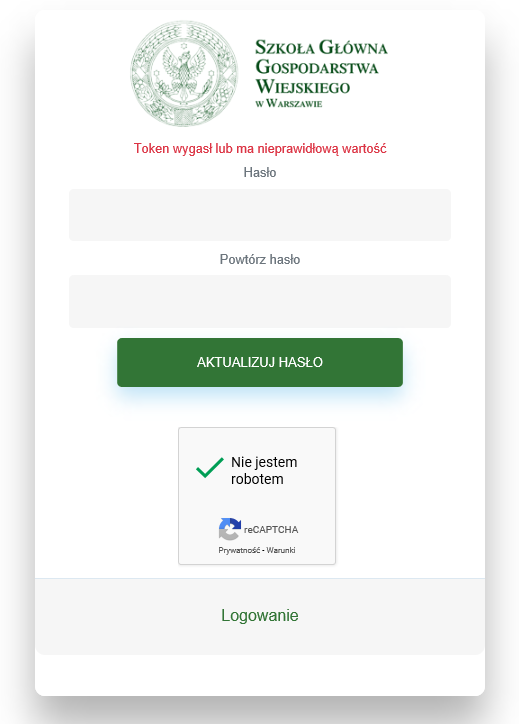 Szkoła Główna
Gospodarstwa
Wiejskiego
w Warszawie
Token wygasł lub ma nieprawidłową wartość
Hasło
Powtórz hasło
AKTUALIZUJ HASŁO
Nie jestem
robotem
reCAPTCHA
Prywatność - Warunki
Logowanie